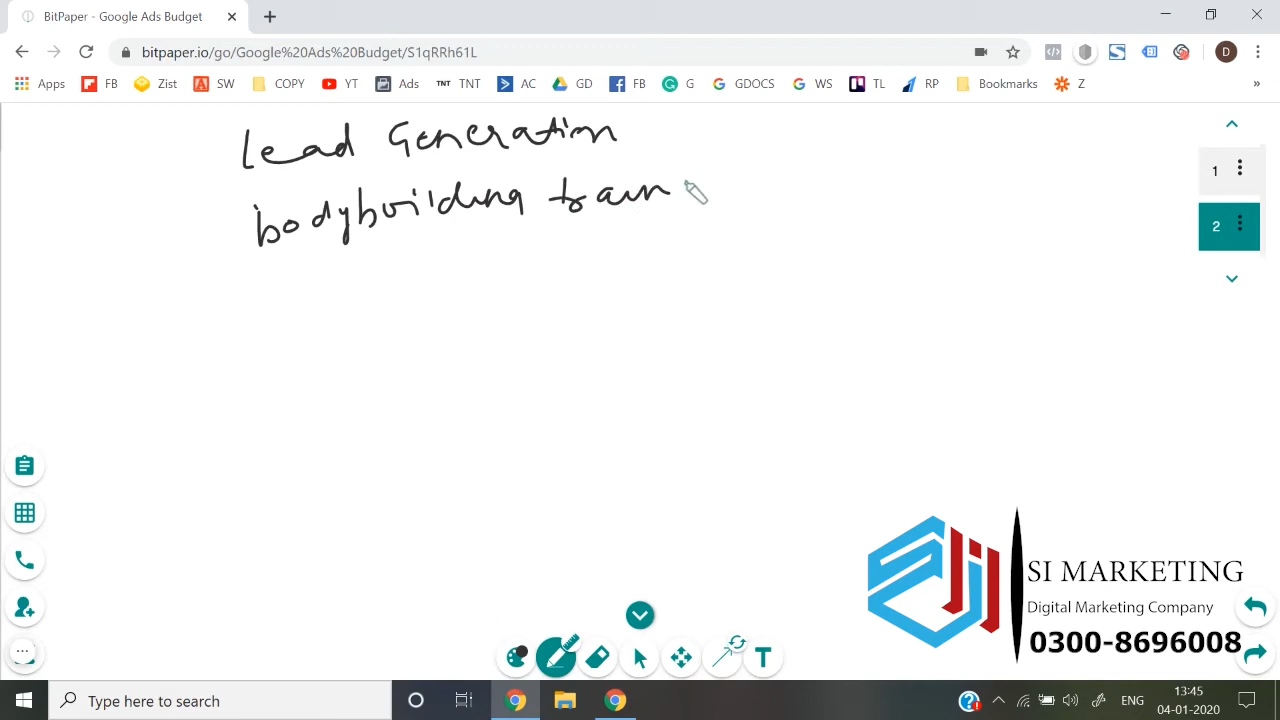 BitPaper - Google Ads Budget
bitpaper.io/go/Google%20Ads%20Budget/S1qRRh61L
D
Apps FB Zist SW COPY YT Ads TNT TNT AC GD FB G GDOCS WS TL RP Bookmarks Z »
Lead Generation
bodybuilding train
1
2
SI MARKETING
Digital Marketing Company
0300-8696008
T
Type here to search
ENG
13:45
04-01-2020